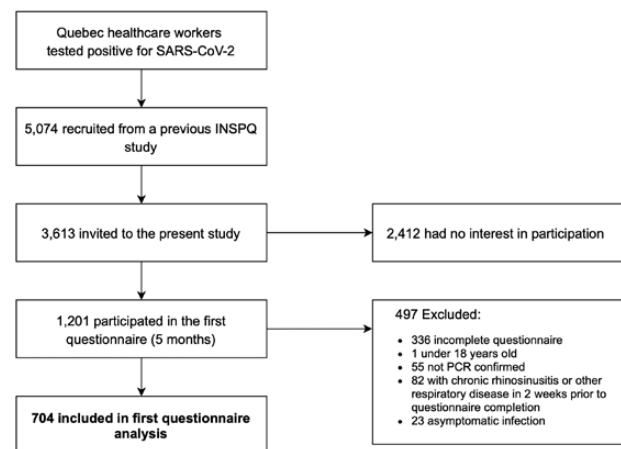 Quebec healthcare workers
tested positive for SARS-CoV-2
5,074 recruited from a previous INSPQ
study
3,613 invited to the present study
2,412 had no interest in participation
1,201 participated in the first
questionnaire (5 months)
497 Excluded:
• 336 incomplete questionnaire
• 1 under 18 years old
• 55 not PCR confirmed
• 82 with chronic rhinosinusitis or other
respiratory disease in 2 weeks prior to
questionnaire completion
• 23 asymptomatic infection
704 included in first questionnaire
analysis